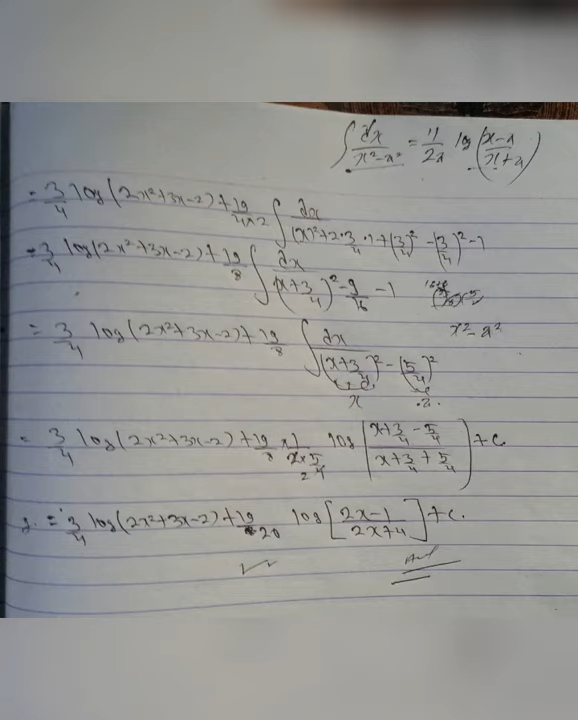 ∫ dx/(x²-a²) = 1/2a log (x-a/x+a)
= 3/4 log(2x²+3x-2) + 19/4×2 ∫ dx/((x)²+2·3/4·x+(3/4)²-(3/4)²-1)
= 3/4 log(2x²+3x-2) + 19/8 ∫ dx/((x+3/4)²-9/16-1)
x²-a²
= 3/4 log(2x²+3x-2) + 19/8 ∫ dx/((x+3/4)²-(5/4)²)
x a
= 3/4 log(2x²+3x-2) + 19/8 × 1/(2×5/4) log |(x+3/4-5/4)/(x+3/4+5/4)| + c
= 3/4 log(2x²+3x-2) + 19/20 log [2x-1/2x+4] + c.
Ans